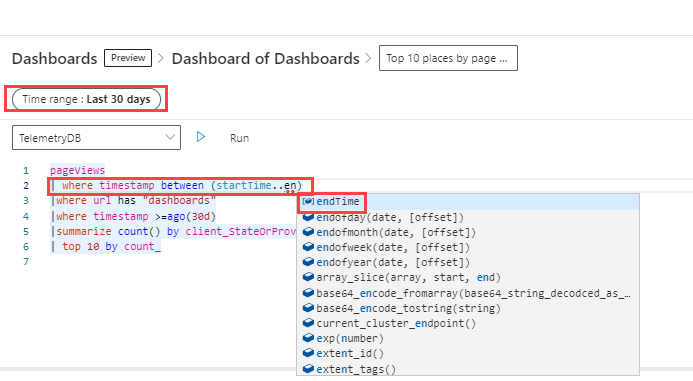 Dashboards Preview > Dashboard of Dashboards > Top 10 places by page ...
Time range : Last 30 days
TelemetryDB Run
1 pageViews
2 | where timestamp between (startTime..en)
3 |where url has "dashboards"
4 |where timestamp >=ago(30d)
5 |summarize count() by client_StateOrProv
6 | top 10 by count_
7
endTime
endofday(date, [offset])
endofmonth(date, [offset])
endofweek(date, [offset])
endofyear(date, [offset])
array_slice(array, start, end)
base64_encode_fromarray(base64_string_decodced_as_...
base64_encode_tostring(string)
current_cluster_endpoint()
exp(number)
extent_id()
extent_tags()